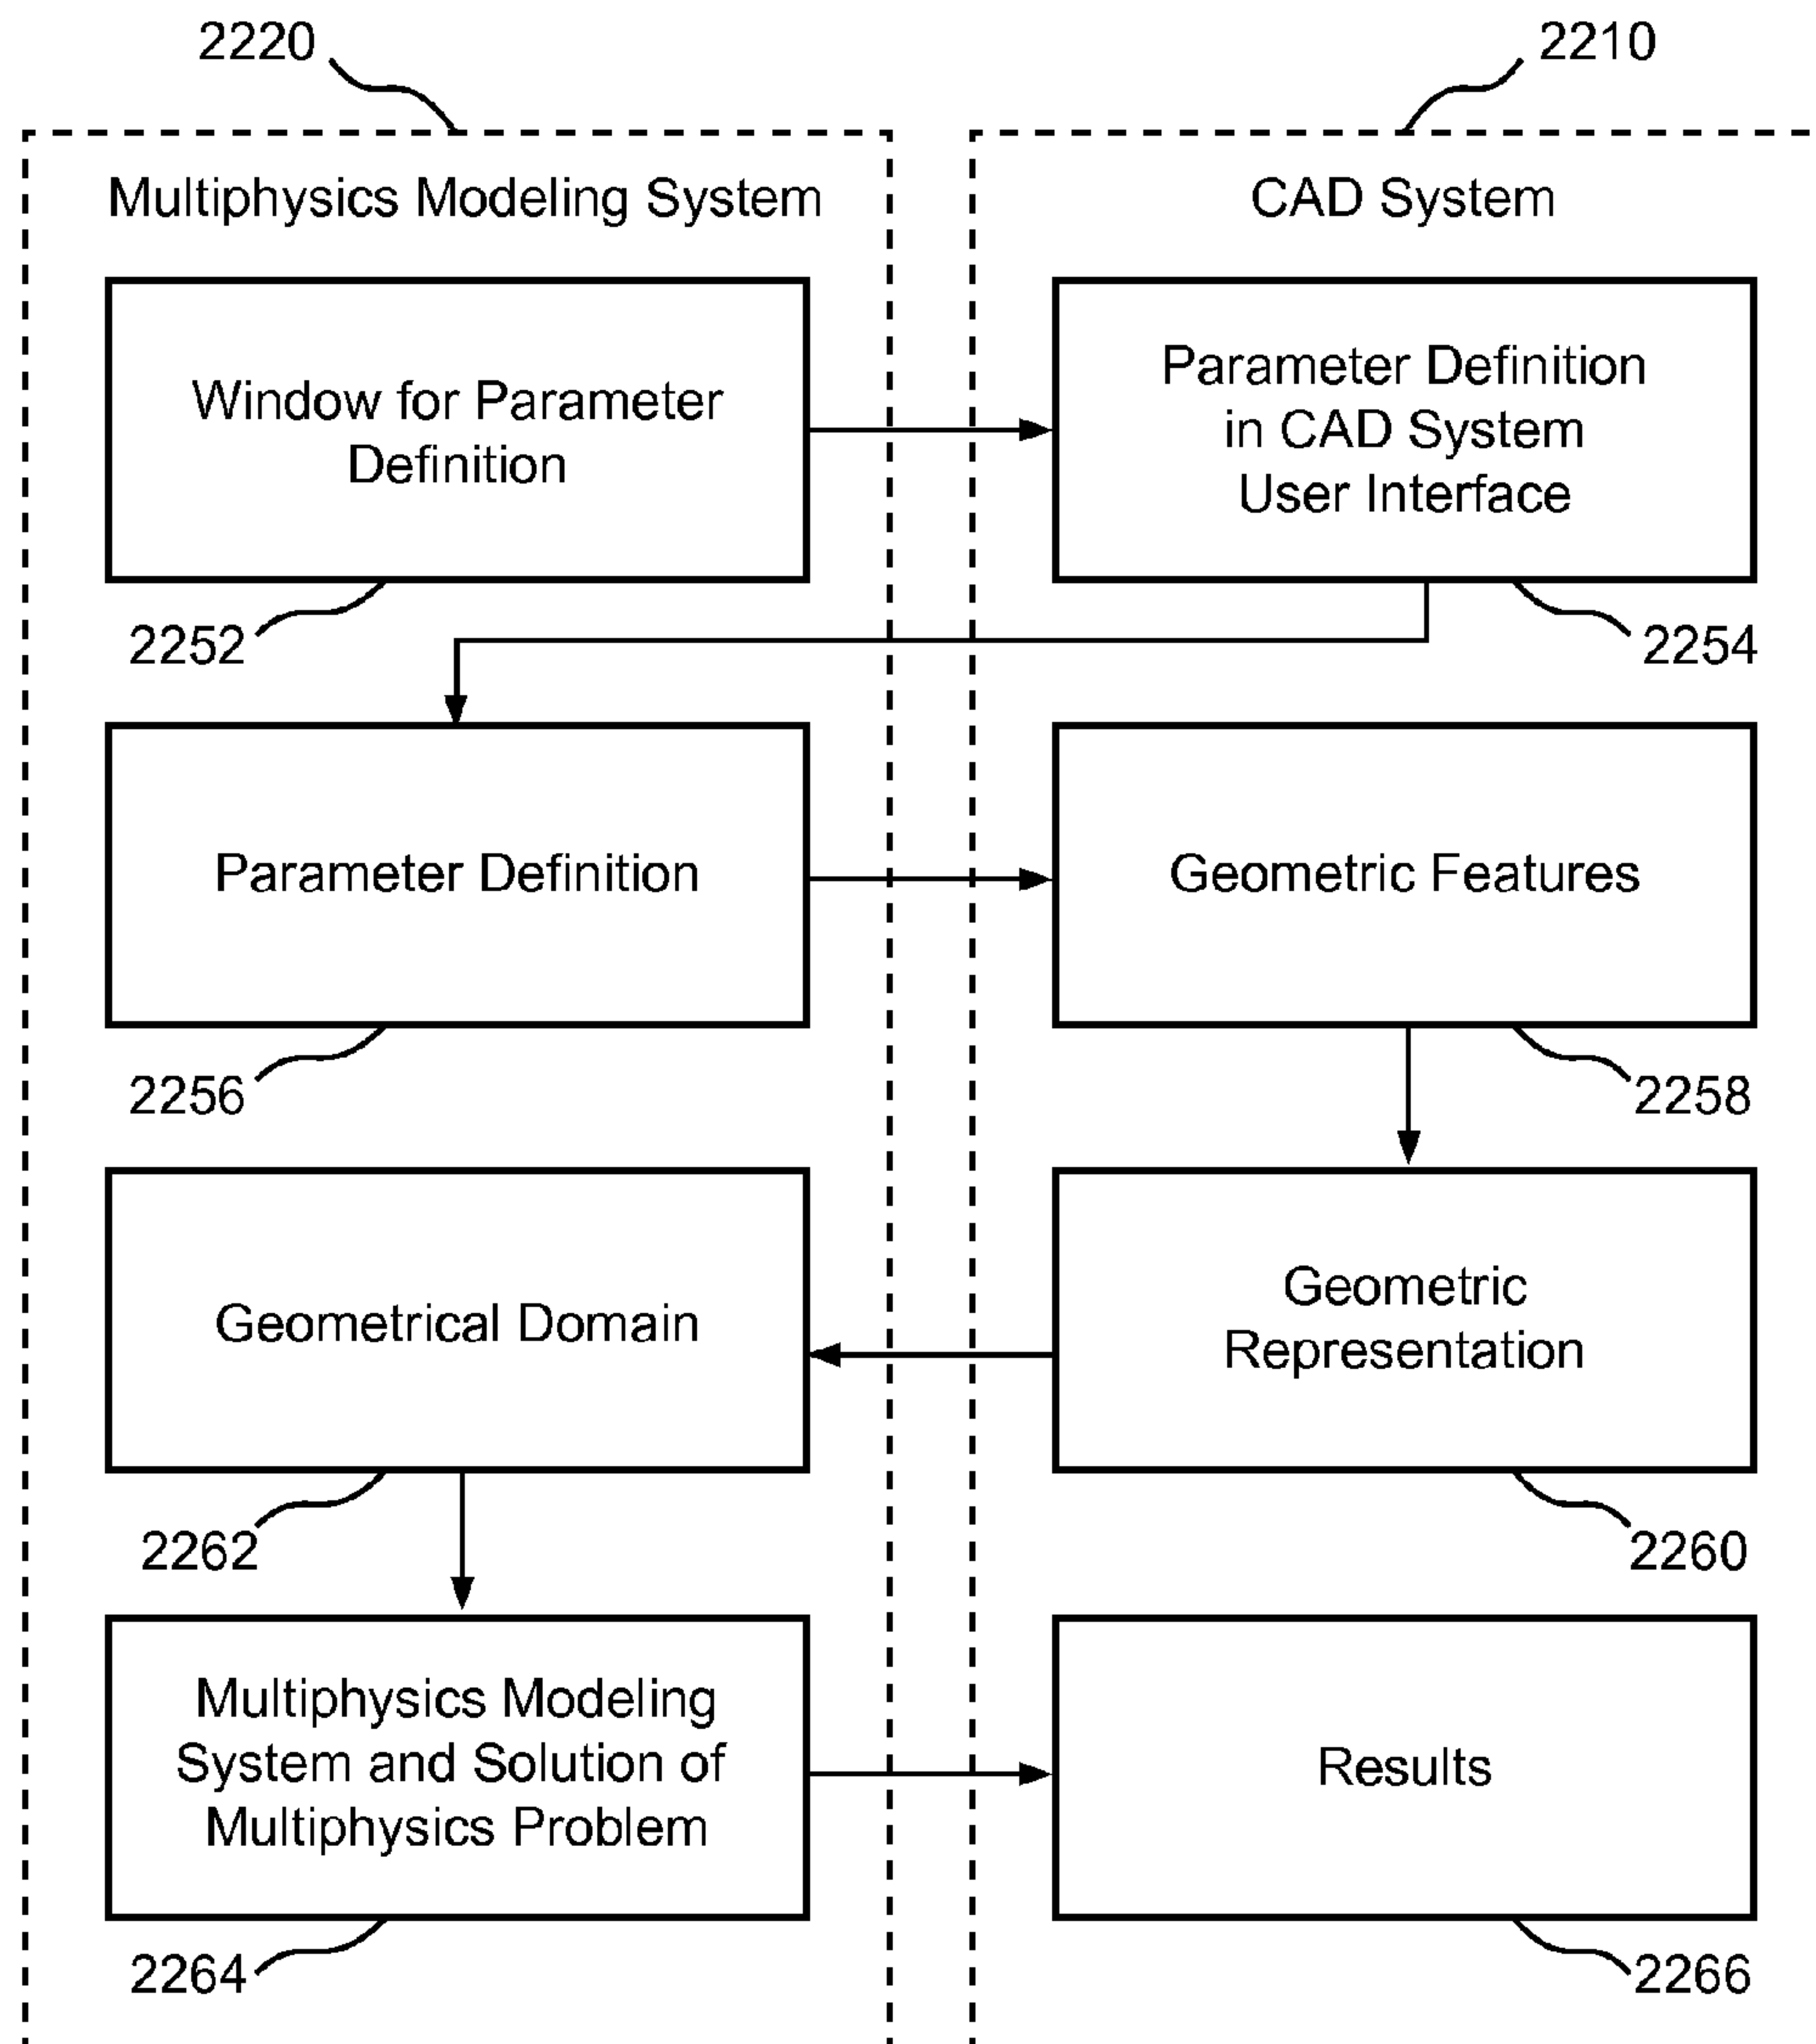 2220
2210
Multiphysics Modeling System
CAD System
Window for Parameter
Definition
Parameter Definition
in CAD System
User Interface
2252
2254
Parameter Definition
Geometric Features
2256
2258
Geometrical Domain
Geometric
Representation
2262
2260
Multiphysics Modeling
System and Solution of
Multiphysics Problem
Results
2264
2266